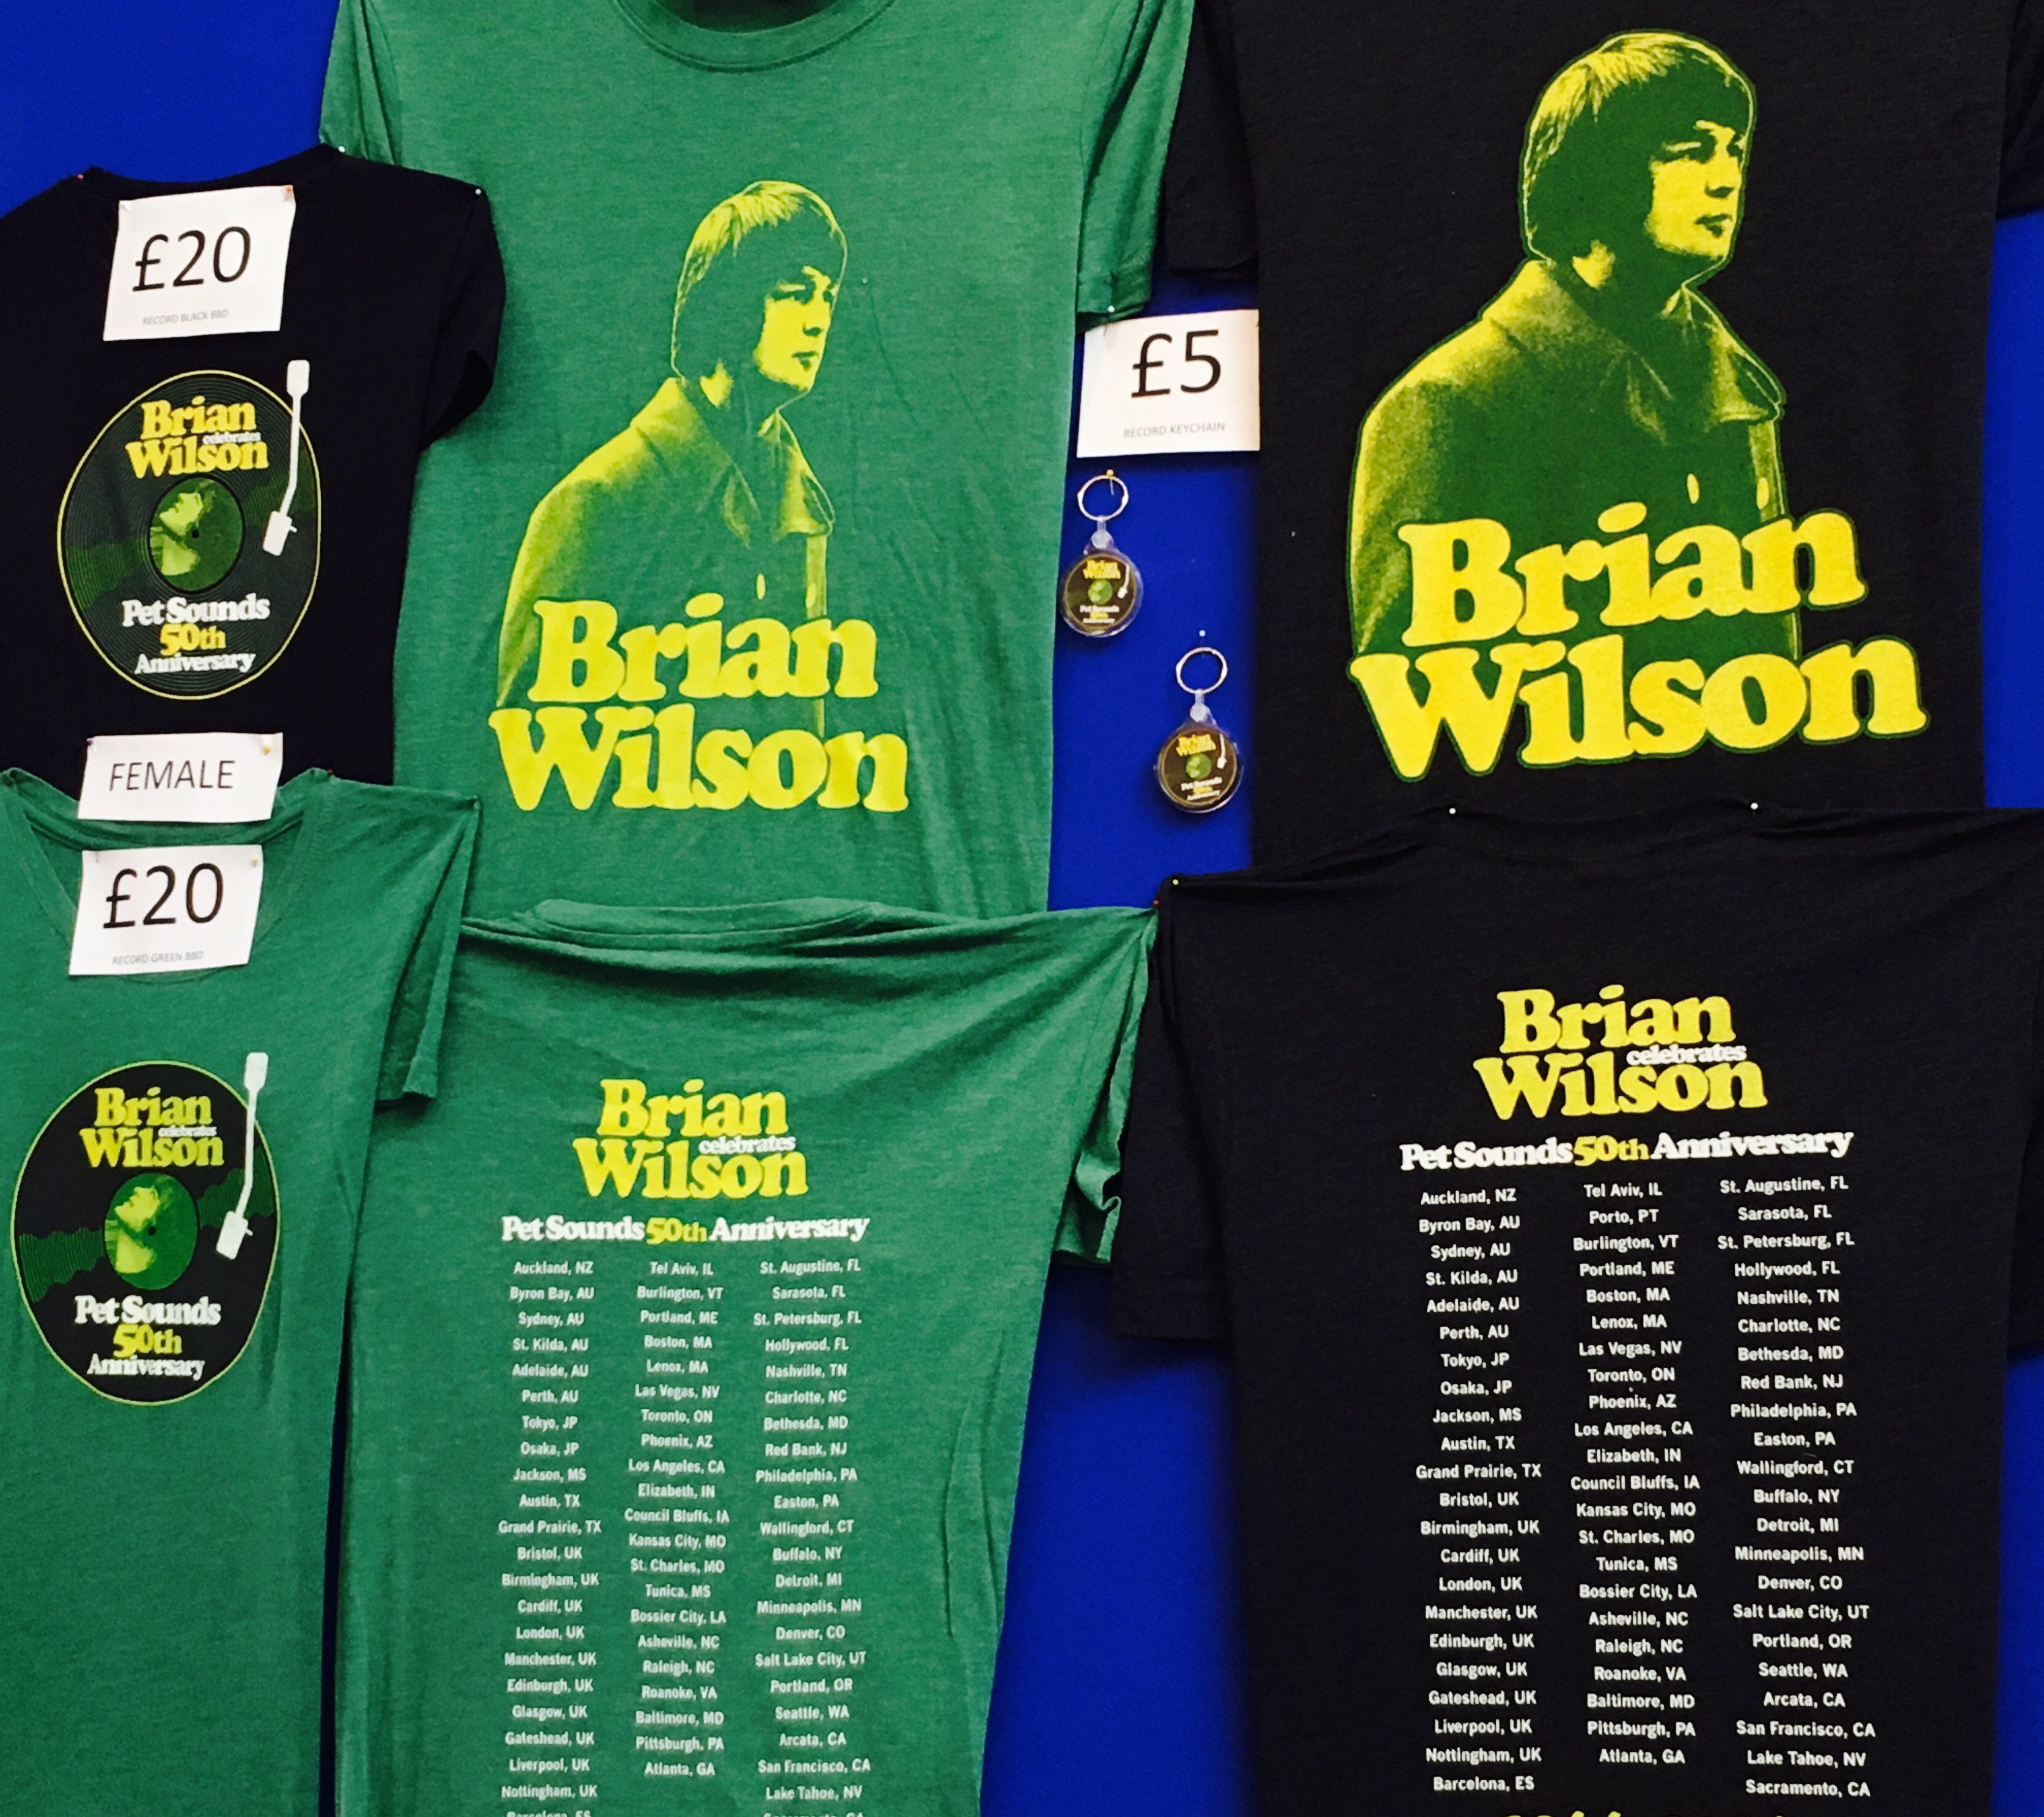 £20
RECORD BLACK BBD
Brian
celebrates
Wilson
Pet Sounds
50th
Anniversary
FEMALE
£20
RECORD GREEN BBD
Brian
celebrates
Wilson
Pet Sounds
50th
Anniversary
Brian
Wilson
£5
RECORD KEYCHAIN
Brian
Wilson
Pet Sounds
50th
Anniversary
Brian
Wilson
Pet Sounds
50th
Anniversary
Brian
Wilson
Brian
celebrates
Wilson
Pet Sounds 50th Anniversary
Auckland, NZ
Byron Bay, AU
Sydney, AU
St. Kilda, AU
Adelaide, AU
Perth, AU
Tokyo, JP
Osaka, JP
Jackson, MS
Austin, TX
Grand Prairie, TX
Bristol, UK
Birmingham, UK
Cardiff, UK
London, UK
Manchester, UK
Edinburgh, UK
Glasgow, UK
Gateshead, UK
Liverpool, UK
Nottingham, UK
Barcelona, ES
Tel Aviv, IL
Burlington, VT
Portland, ME
Boston, MA
Lenox, MA
Las Vegas, NV
Toronto, ON
Phoenix, AZ
Los Angeles, CA
Elizabeth, IN
Council Bluffs, IA
Kansas City, MO
St. Charles, MO
Tunica, MS
Bossier City, LA
Asheville, NC
Raleigh, NC
Roanoke, VA
Baltimore, MD
Pittsburgh, PA
Atlanta, GA
St. Augustine, FL
Sarasota, FL
St. Petersburg, FL
Hollywood, FL
Nashville, TN
Charlotte, NC
Bethesda, MD
Red Bank, NJ
Philadelphia, PA
Easton, PA
Wallingford, CT
Buffalo, NY
Detroit, MI
Minneapolis, MN
Denver, CO
Salt Lake City, UT
Portland, OR
Seattle, WA
Arcata, CA
San Francisco, CA
Lake Tahoe, NV
Sacramento, CA
Brian
celebrates
Wilson
Pet Sounds 50th Anniversary
Auckland, NZ
Byron Bay, AU
Sydney, AU
St. Kilda, AU
Adelaide, AU
Perth, AU
Tokyo, JP
Osaka, JP
Jackson, MS
Austin, TX
Grand Prairie, TX
Bristol, UK
Birmingham, UK
Cardiff, UK
London, UK
Manchester, UK
Edinburgh, UK
Glasgow, UK
Gateshead, UK
Liverpool, UK
Nottingham, UK
Barcelona, ES
Tel Aviv, IL
Porto, PT
Burlington, VT
Portland, ME
Boston, MA
Lenox, MA
Las Vegas, NV
Toronto, ON
Phoenix, AZ
Los Angeles, CA
Elizabeth, IN
Council Bluffs, IA
Kansas City, MO
St. Charles, MO
Tunica, MS
Bossier City, LA
Asheville, NC
Raleigh, NC
Roanoke, VA
Baltimore, MD
Pittsburgh, PA
Atlanta, GA
St. Augustine, FL
Sarasota, FL
St. Petersburg, FL
Hollywood, FL
Nashville, TN
Charlotte, NC
Bethesda, MD
Red Bank, NJ
Philadelphia, PA
Easton, PA
Wallingford, CT
Buffalo, NY
Detroit, MI
Minneapolis, MN
Denver, CO
Salt Lake City, UT
Portland, OR
Seattle, WA
Arcata, CA
San Francisco, CA
Lake Tahoe, NV
Sacramento, CA